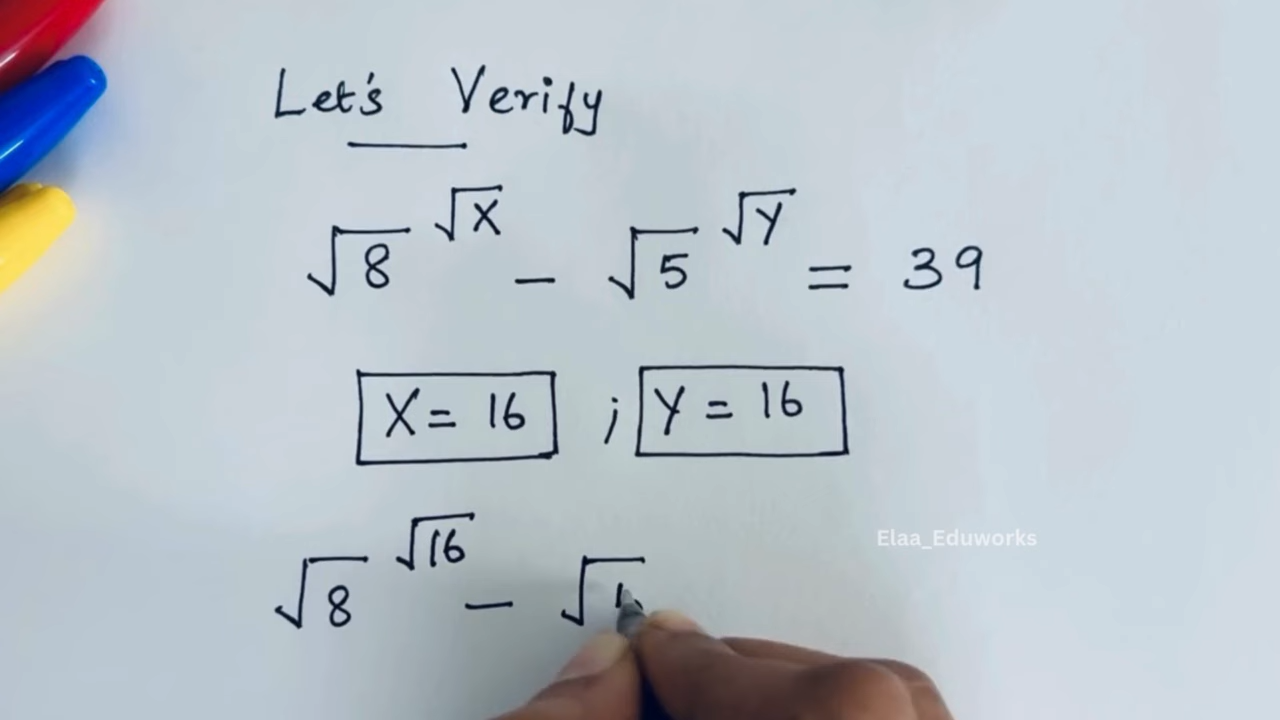 Let's Verify
√8^√X - √5^√Y = 39
X = 16 ; Y = 16
√8^√16 - √
Elaa_Eduworks